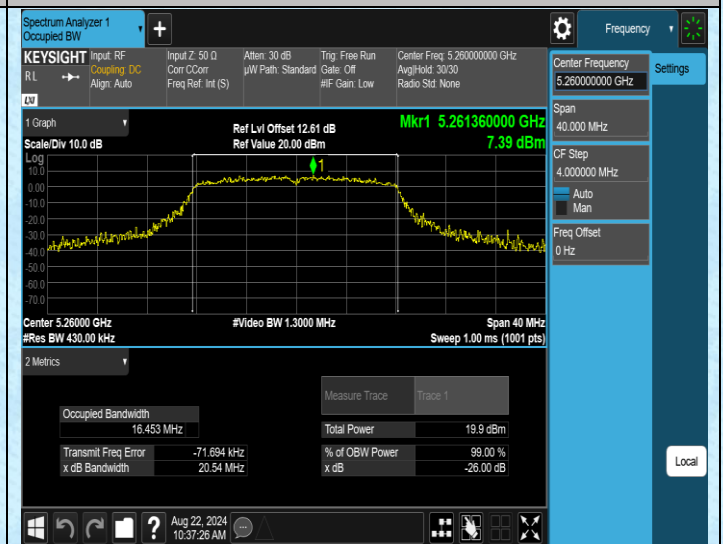 Spectrum Analyzer 1
Occupied BW
+
Frequency
KEYSIGHT
RL
LXI
Input: RF
Coupling: DC
Align: Auto
Input Z: 50 Ω
Corr CCorr
Freq Ref: Int (S)
Atten: 30 dB
µW Path: Standard
Trig: Free Run
Gate: Off
#IF Gain: Low
Center Freq: 5.260000000 GHz
Avg|Hold: 30/30
Radio Std: None
Center Frequency
5.260000000 GHz
Settings
Span
40.000 MHz
CF Step
4.000000 MHz
Auto
Man
Freq Offset
0 Hz
1 Graph
Scale/Div 10.0 dB
Ref Lvl Offset 12.61 dB
Ref Value 20.00 dBm
Mkr1 5.261360000 GHz
7.39 dBm
Log
10.0
0.00
-10.0
-20.0
-30.0
-40.0
-50.0
-60.0
-70.0
1
Center 5.26000 GHz
#Video BW 1.3000 MHz
Span 40 MHz
#Res BW 430.00 kHz
Sweep 1.00 ms (1001 pts)
2 Metrics
Measure Trace Trace 1
Occupied Bandwidth
16.453 MHz
Total Power 19.9 dBm
Transmit Freq Error -71.694 kHz
% of OBW Power 99.00 %
x dB Bandwidth 20.54 MHz
x dB -26.00 dB
Local
?
Aug 22, 2024
10:37:26 AM